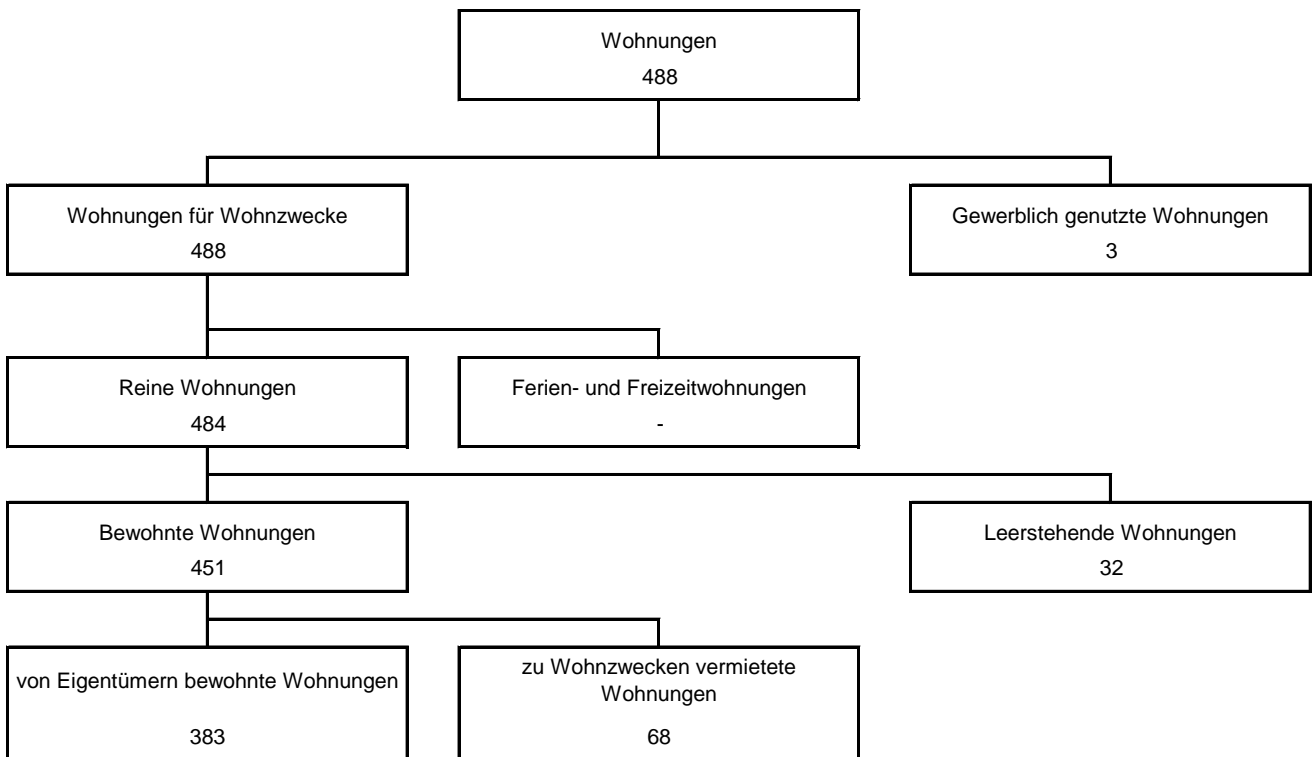 Wohnungen
488
Wohnungen für Wohnzwecke
488
Gewerblich genutzte Wohnungen
3
Reine Wohnungen
484
Ferien- und Freizeitwohnungen
-
Bewohnte Wohnungen
451
Leerstehende Wohnungen
32
von Eigentümern bewohnte Wohnungen
383
zu Wohnzwecken vermietete
Wohnungen
68